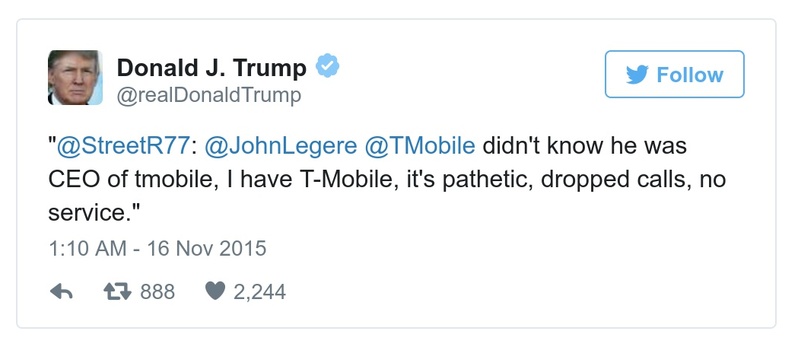 Donald J. Trump
@realDonaldTrump
Follow
"@StreetR77: @JohnLegere @TMobile didn't know he was
CEO of tmobile, I have T-Mobile, it's pathetic, dropped calls, no
service."
1:10 AM - 16 Nov 2015
888 2,244